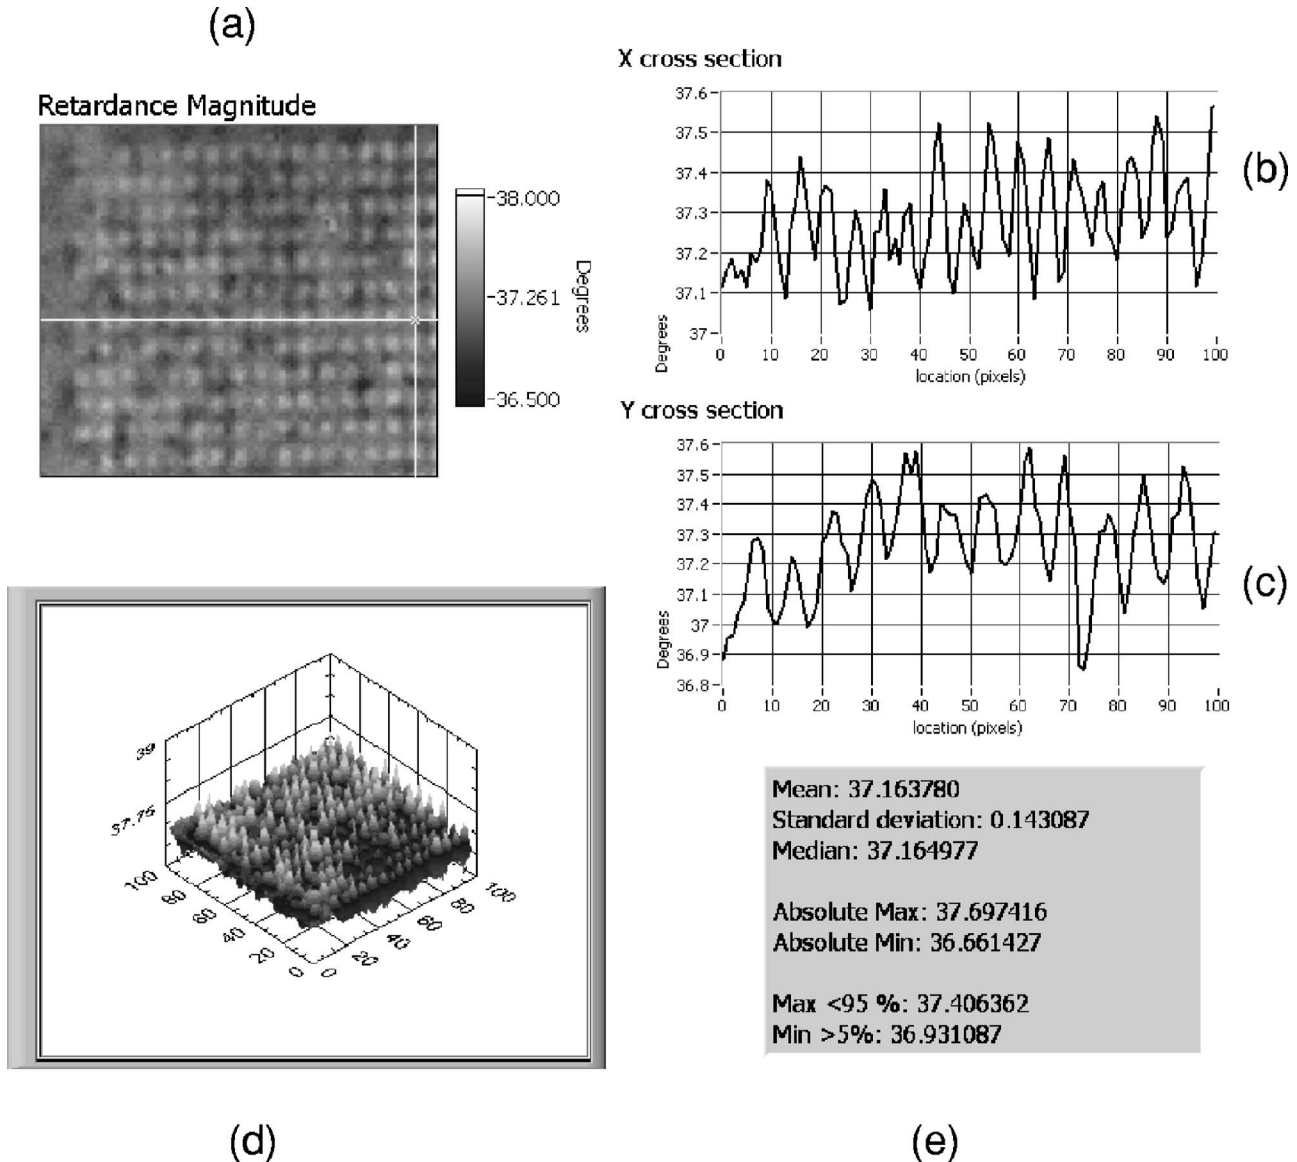 (a)
Retardance Magnitude
38.000
37.261
36.500
Degrees
X cross section
37.6
37.5
37.4
37.3
37.2
37.1
37
Degrees
0 10 20 30 40 50 60 70 80 90 100
location (pixels)
(b)
Y cross section
37.6
37.5
37.4
37.3
37.2
37.1
37
36.9
36.8
Degrees
0 10 20 30 40 50 60 70 80 90 100
location (pixels)
(c)
39
37.75
100 80 60 40 20 0
0 20 40 60 80 100
(d)
Mean: 37.163780
Standard deviation: 0.143087
Median: 37.164977
Absolute Max: 37.697416
Absolute Min: 36.661427
Max <95 %: 37.406362
Min >5%: 36.931087
(e)